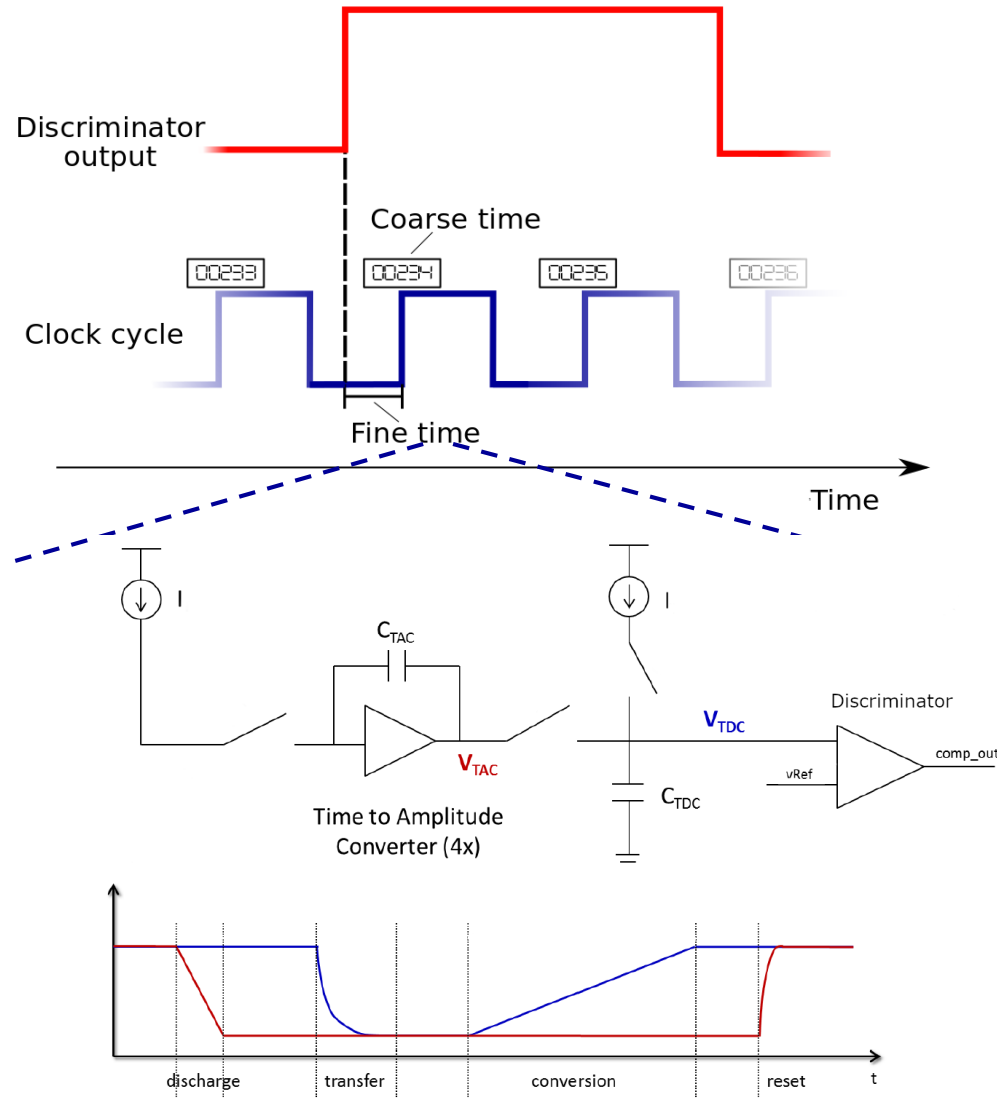 Discriminator
output
Coarse time
00233
00234
00235
00236
Clock cycle
Fine time
Time
I
I
CTAC
Discriminator
VTDC
VTAC
comp_out
vRef
CTDC
Time to Amplitude
Converter (4x)
discharge
transfer
conversion
reset
t